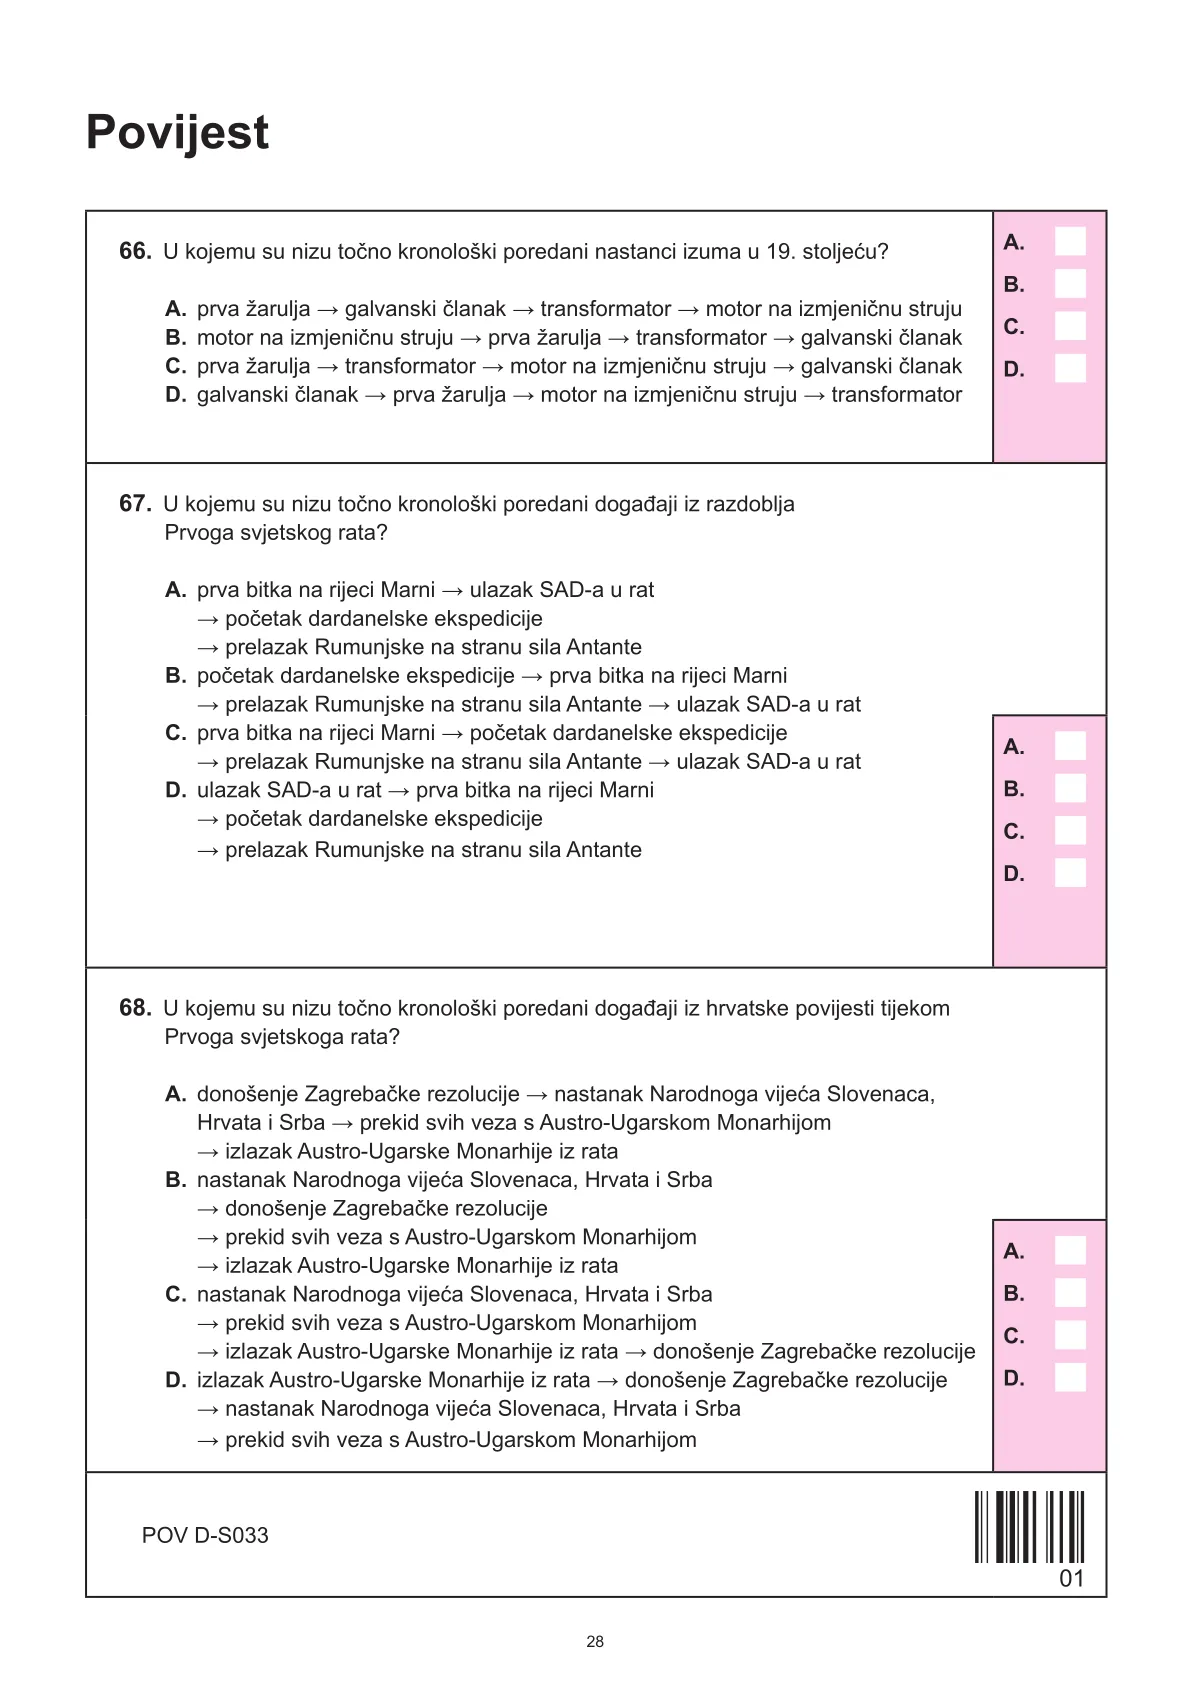 Povijest
66. U kojemu su nizu točno kronološki poredani nastanci izuma u 19. stoljeću?
A. prva žarulja → galvanski članak → transformator → motor na izmjeničnu struju
B. motor na izmjeničnu struju → prva žarulja → transformator → galvanski članak
C. prva žarulja → transformator → motor na izmjeničnu struju → galvanski članak
D. galvanski članak → prva žarulja → motor na izmjeničnu struju → transformator
A.
B.
C.
D.
67. U kojemu su nizu točno kronološki poredani događaji iz razdoblja
Prvoga svjetskog rata?
A. prva bitka na rijeci Marni → ulazak SAD-a u rat
→ početak dardanelske ekspedicije
→ prelazak Rumunjske na stranu sila Antante
B. početak dardanelske ekspedicije → prva bitka na rijeci Marni
→ prelazak Rumunjske na stranu sila Antante → ulazak SAD-a u rat
C. prva bitka na rijeci Marni → početak dardanelske ekspedicije
→ prelazak Rumunjske na stranu sila Antante → ulazak SAD-a u rat
D. ulazak SAD-a u rat → prva bitka na rijeci Marni
→ početak dardanelske ekspedicije
→ prelazak Rumunjske na stranu sila Antante
A.
B.
C.
D.
68. U kojemu su nizu točno kronološki poredani događaji iz hrvatske povijesti tijekom
Prvoga svjetskoga rata?
A. donošenje Zagrebačke rezolucije → nastanak Narodnoga vijeća Slovenaca,
Hrvata i Srba → prekid svih veza s Austro-Ugarskom Monarhijom
→ izlazak Austro-Ugarske Monarhije iz rata
B. nastanak Narodnoga vijeća Slovenaca, Hrvata i Srba
→ donošenje Zagrebačke rezolucije
→ prekid svih veza s Austro-Ugarskom Monarhijom
→ izlazak Austro-Ugarske Monarhije iz rata
C. nastanak Narodnoga vijeća Slovenaca, Hrvata i Srba
→ prekid svih veza s Austro-Ugarskom Monarhijom
→ izlazak Austro-Ugarske Monarhije iz rata → donošenje Zagrebačke rezolucije
D. izlazak Austro-Ugarske Monarhije iz rata → donošenje Zagrebačke rezolucije
→ nastanak Narodnoga vijeća Slovenaca, Hrvata i Srba
→ prekid svih veza s Austro-Ugarskom Monarhijom
A.
B.
C.
D.
POV D-S033
01
28